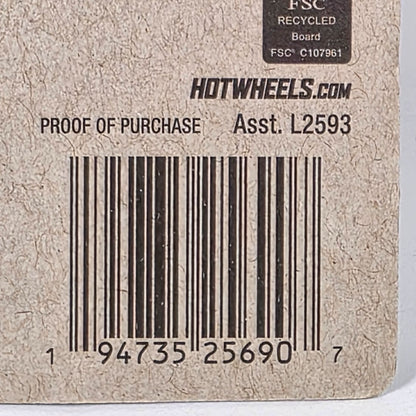 FSC
RECYCLED
Board
FSC® C107961
HOTWHEELS.COM
PROOF OF PURCHASE Asst. L2593
1 94735 25690 7